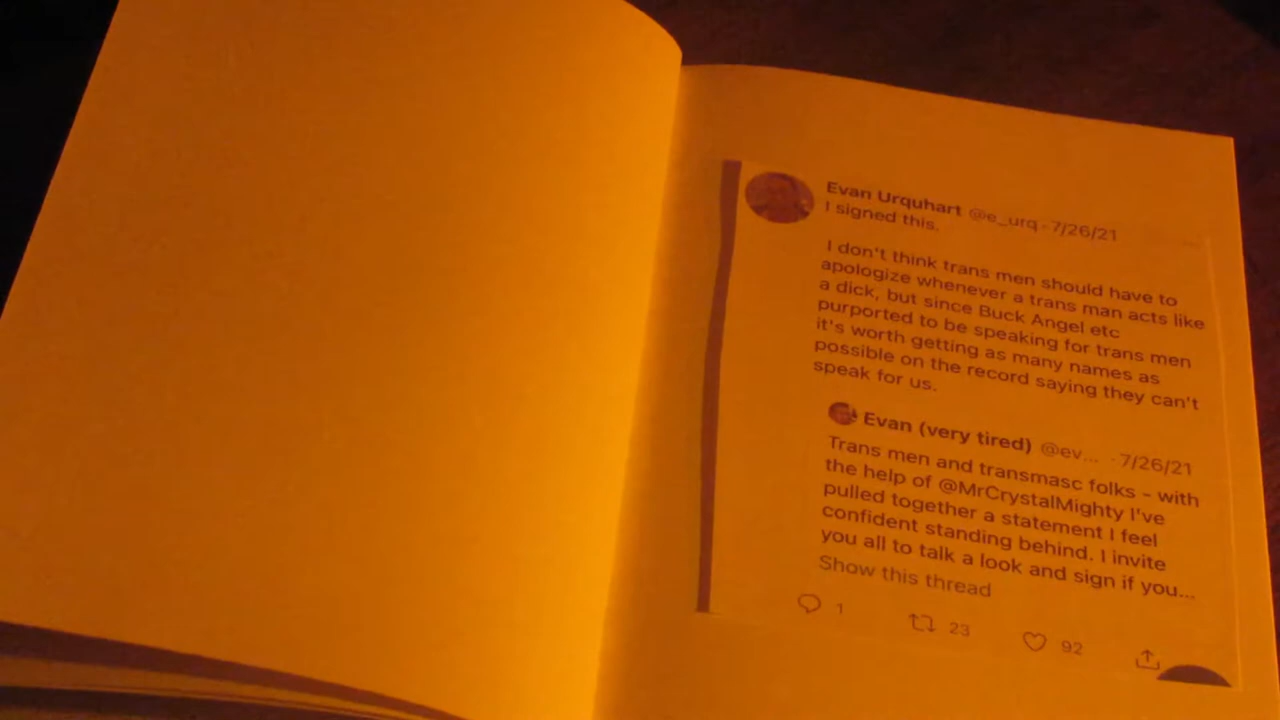 Evan Urquhart @e_urq · 7/26/21
I signed this.
I don't think trans men should have to
apologize whenever a trans man acts like
a dick, but since Buck Angel etc
purported to be speaking for trans men
it's worth getting as many names as
possible on the record saying they can't
speak for us.
Evan (very tired) @ev... · 7/26/21
Trans men and transmasc folks - with
the help of @MrCrystalMighty I've
pulled together a statement I feel
confident standing behind. I invite
you all to talk a look and sign if you...
Show this thread
1 23 92